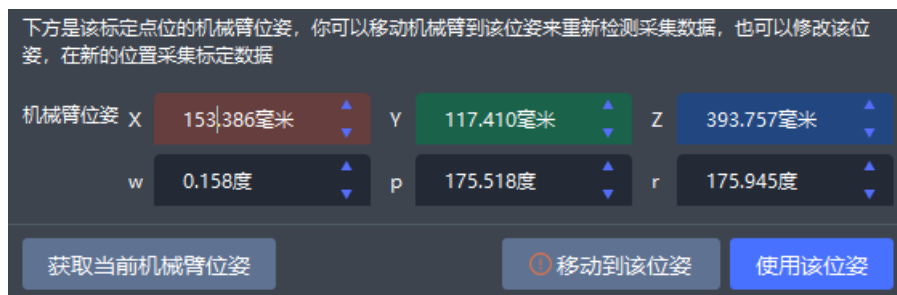 下方是该标定点位的机械臂位姿，你可以移动机械臂到该位姿来重新检测采集数据，也可以修改该位
姿，在新的位置采集标定数据
机械臂位姿 X 153.386毫米 Y 117.410毫米 Z 393.757毫米
w 0.158度 p 175.518度 r 175.945度
获取当前机械臂位姿 移动到该位姿 使用该位姿